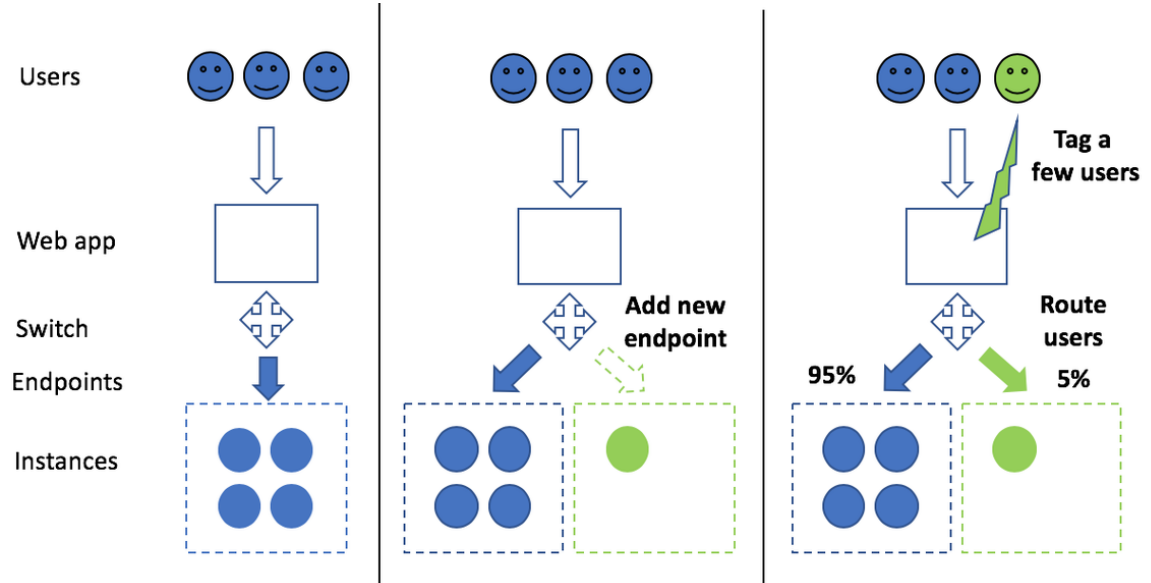 Users
Tag a
few users
Web app
Add new
endpoint
Route
users
Switch
Endpoints
95%
5%
Instances